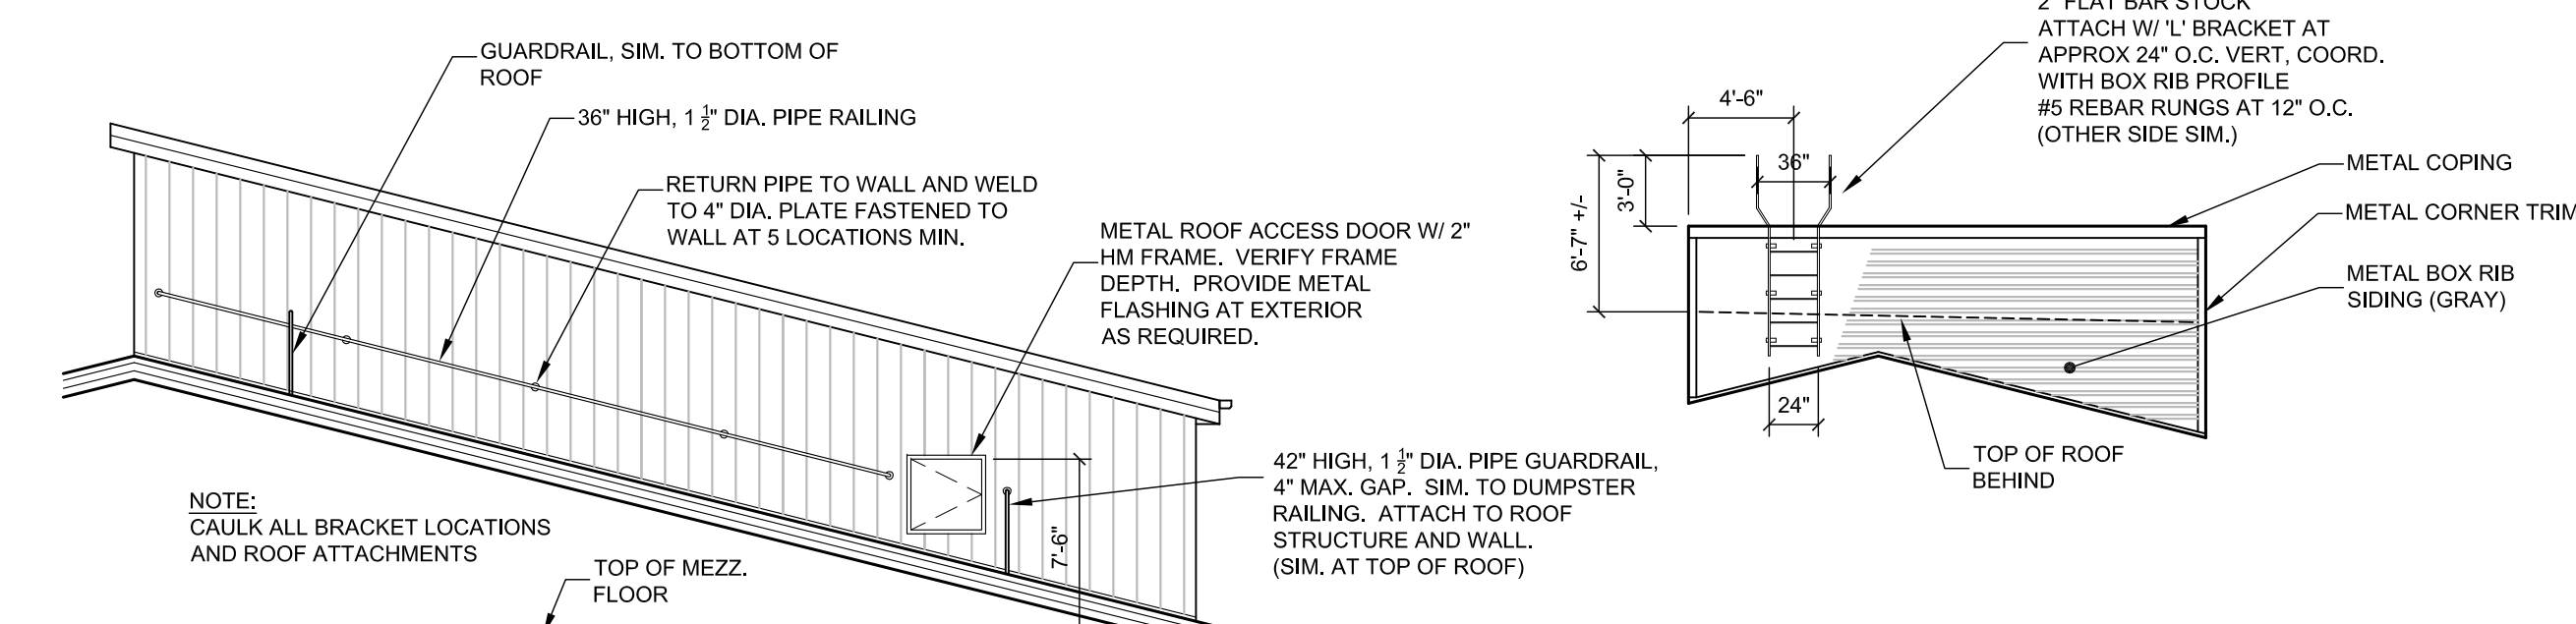 GUARDRAIL, SIM. TO BOTTOM OF
ROOF
36" HIGH, 1 1/2" DIA. PIPE RAILING
RETURN PIPE TO WALL AND WELD
TO 4" DIA. PLATE FASTENED TO
WALL AT 5 LOCATIONS MIN.
METAL ROOF ACCESS DOOR W/ 2"
HM FRAME. VERIFY FRAME
DEPTH. PROVIDE METAL
FLASHING AT EXTERIOR
AS REQUIRED.
NOTE:
CAULK ALL BRACKET LOCATIONS
AND ROOF ATTACHMENTS
TOP OF MEZZ.
FLOOR
7'-6"
42" HIGH, 1 1/2" DIA. PIPE GUARDRAIL,
4" MAX. GAP. SIM. TO DUMPSTER
RAILING. ATTACH TO ROOF
STRUCTURE AND WALL.
(SIM. AT TOP OF ROOF)
2" FLAT BAR STOCK
ATTACH W/ 'L' BRACKET AT
APPROX 24" O.C. VERT, COORD.
WITH BOX RIB PROFILE
#5 REBAR RUNGS AT 12" O.C.
(OTHER SIDE SIM.)
4'-6"
36"
3'-0"
6'-7" +/-
METAL COPING
METAL CORNER TRIM
METAL BOX RIB
SIDING (GRAY)
24"
TOP OF ROOF
BEHIND